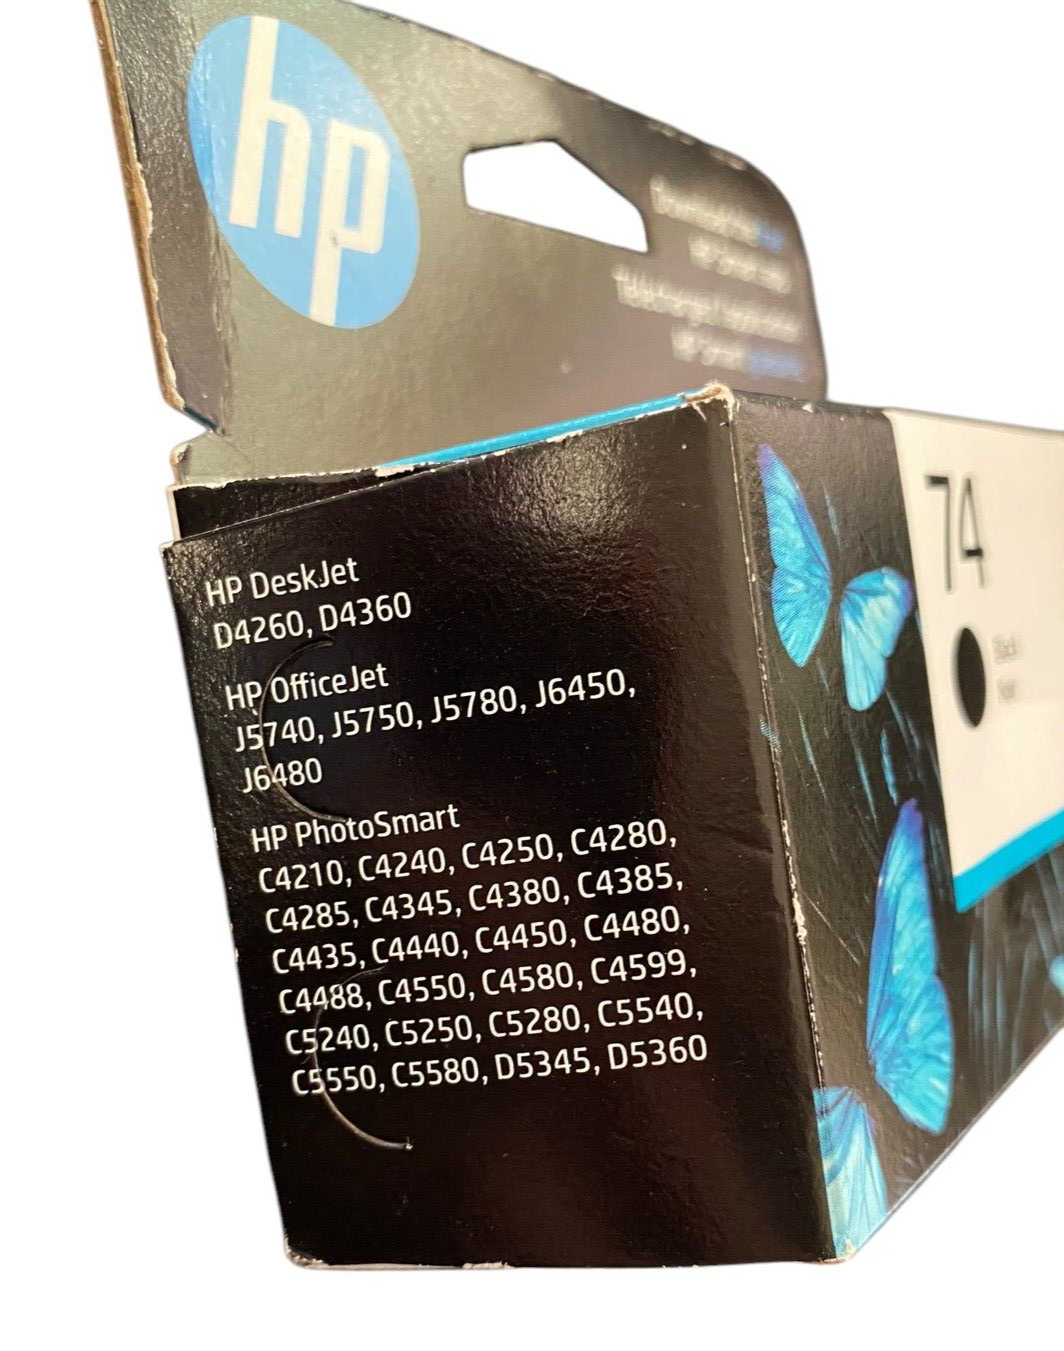 hp
HP DeskJet
D4260, D4360
HP OfficeJet
J5740, J5750, J5780, J6450,
J6480
HP PhotoSmart
C4210, C4240, C4250, C4280,
C4285, C4345, C4380, C4385,
C4435, C4440, C4450, C4480,
C4488, C4550, C4580, C4599,
C5240, C5250, C5280, C5540,
C5550, C5580, D5345, D5360
74